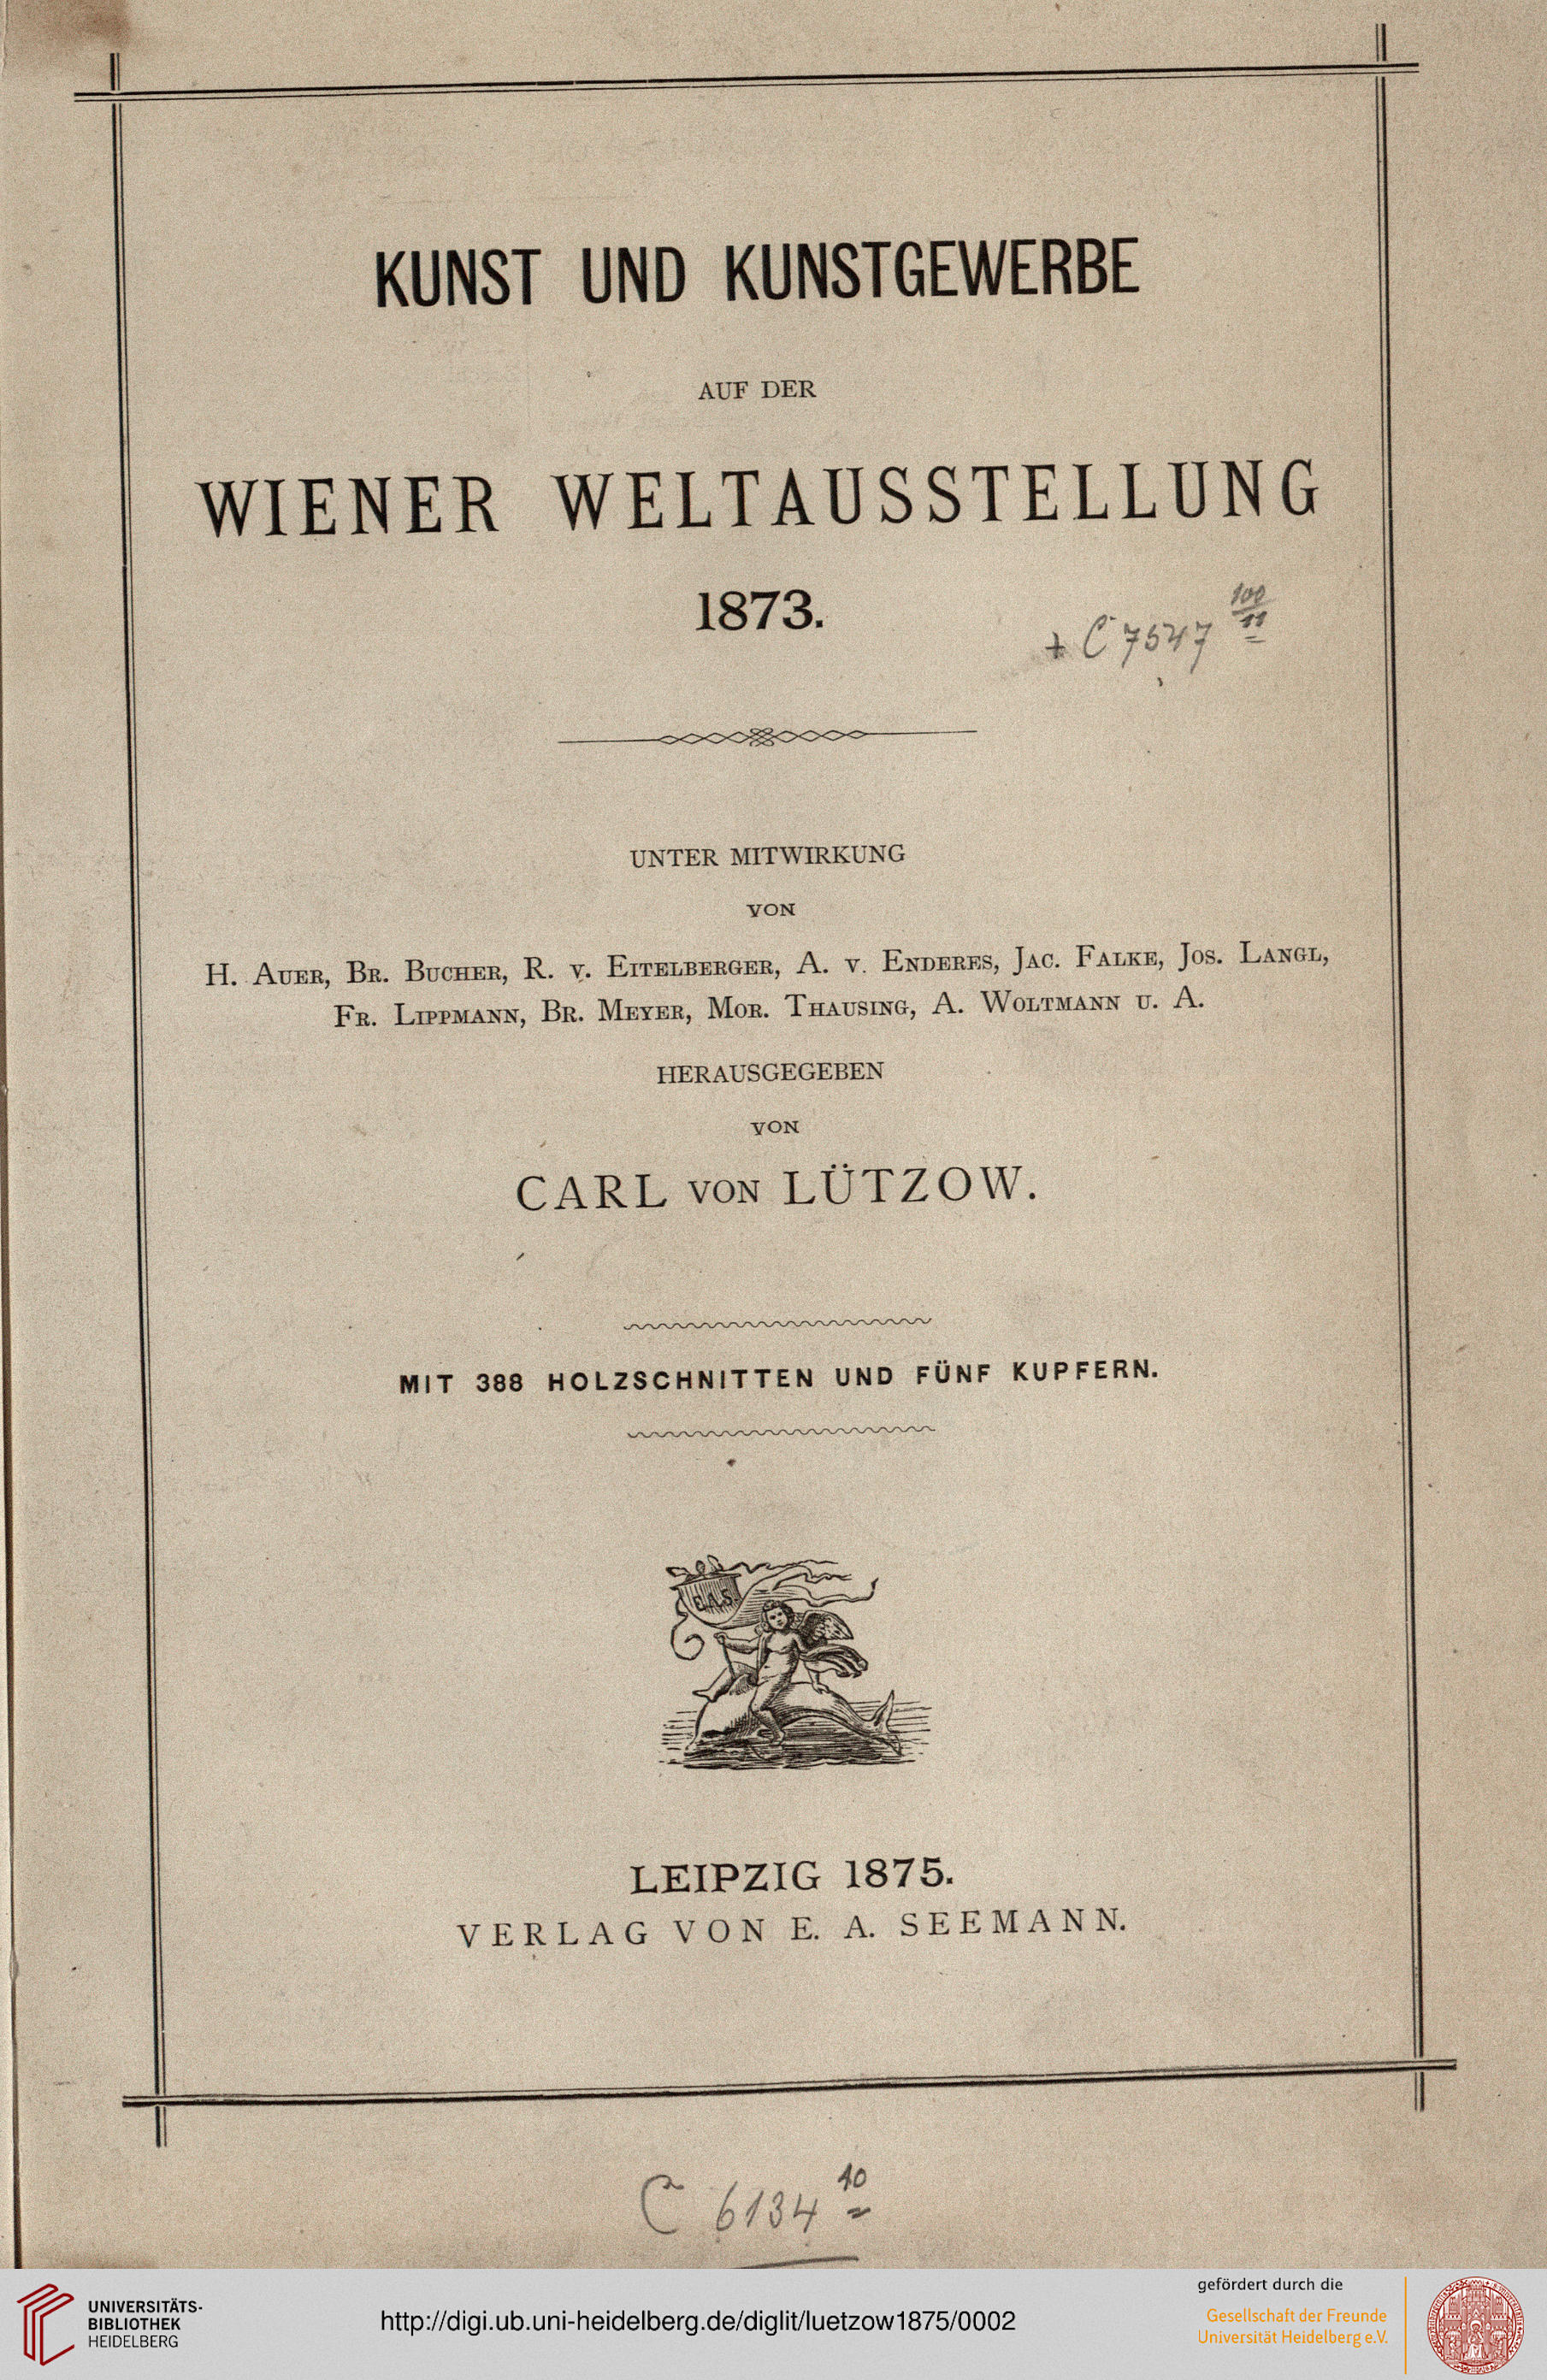 KUNST UND KUNSTGEWERBE
AUF DER
WIENER WELTAUSSTELLUNG
1873.
+ C 7547 100/11
UNTER MITWIRKUNG
VON
H. Auer, Br. Bucher, R. v. Eitelberger, A. v. Enderes, Jac. Falke, Jos. Langl,
Fr. Lippmann, Br. Meyer, Mor. Thausing, A. Woltmann u. A.
HERAUSGEGEBEN
VON
CARL VON LÜTZOW.
MIT 388 HOLZSCHNITTEN UND FÜNF KUPFERN.
E.A.S.
LEIPZIG 1875.
VERLAG VON E. A. SEEMANN.
C 6134 10
UNIVERSITÄTS-
BIBLIOTHEK
HEIDELBERG
http://digi.ub.uni-heidelberg.de/diglit/luetzow1875/0002
gefördert durch die
Gesellschaft der Freunde
Universität Heidelberg e.V.